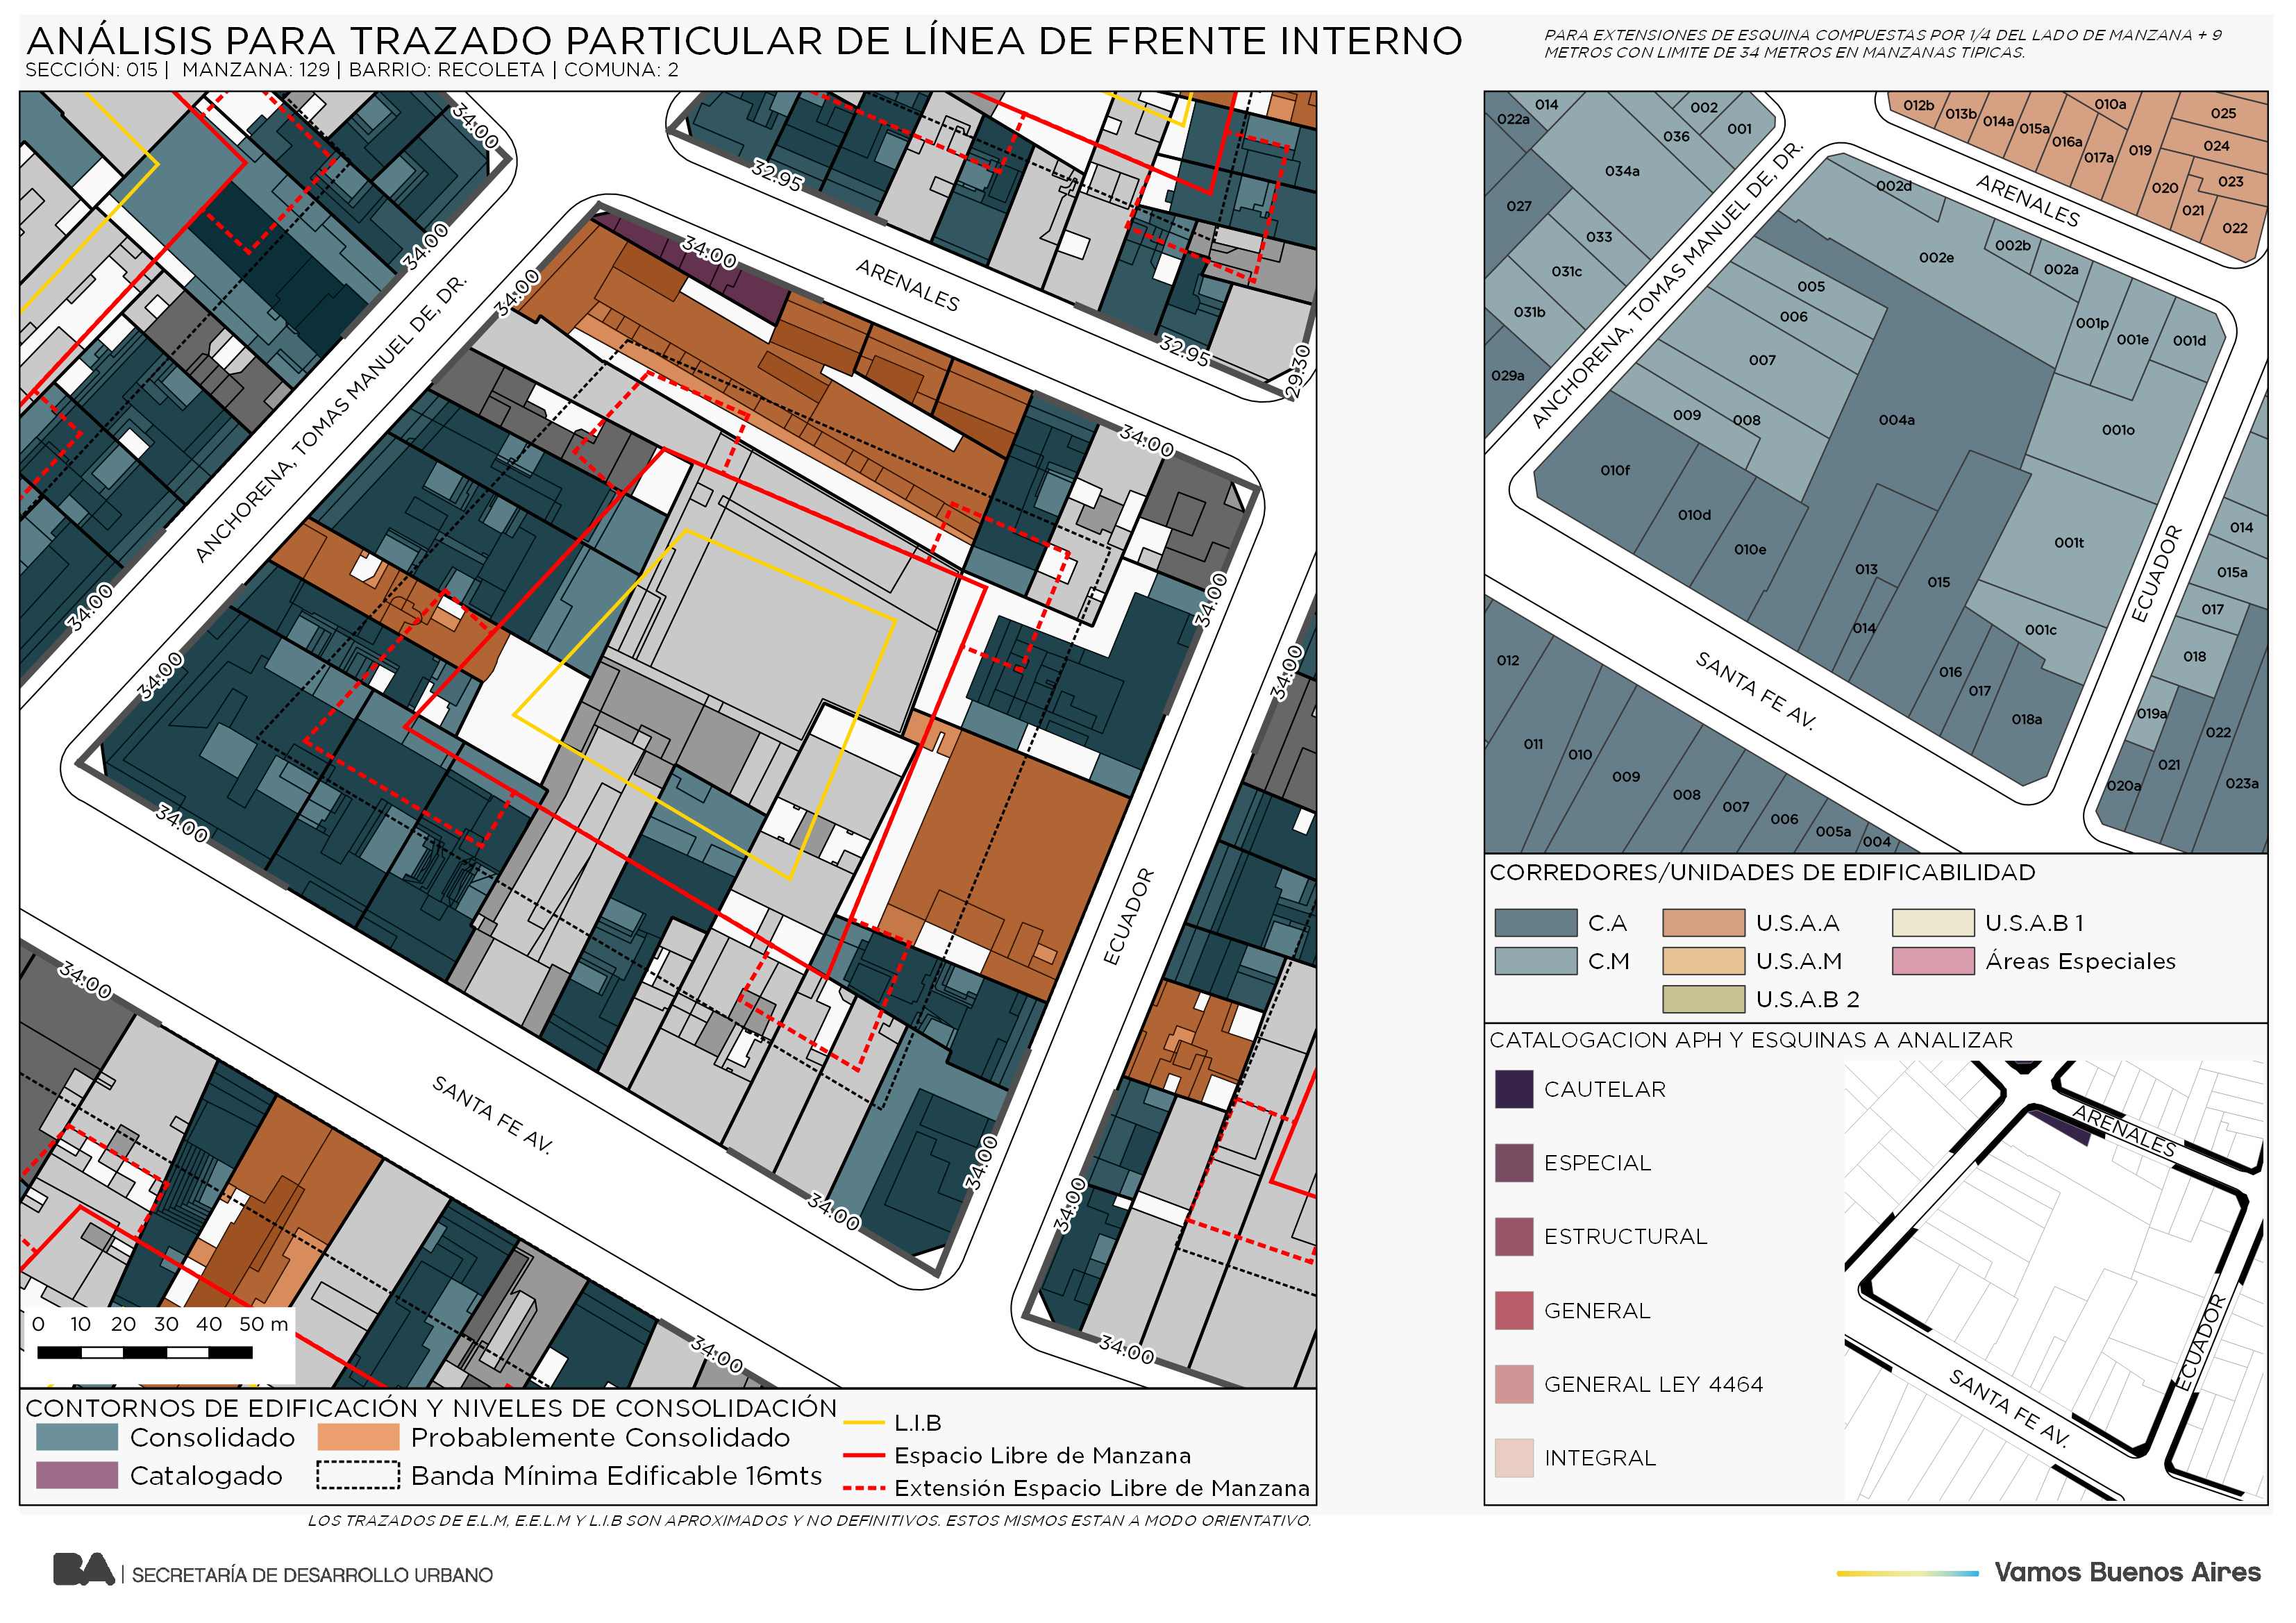 ANÁLISIS PARA TRAZADO PARTICULAR DE LÍNEA DE FRENTE INTERNO
SECCIÓN: 015 | MANZANA: 129 | BARRIO: RECOLETA | COMUNA: 2
PARA EXTENSIONES DE ESQUINA COMPUESTAS POR 1/4 DEL LADO DE MANZANA + 9
METROS CON LIMITE DE 34 METROS EN MANZANAS TIPICAS.
34.00
32.95
34.00
34.00
34.00
ARENALES
32.95
29.30
ANCHORENA, TOMAS MANUEL DE, DR.
34.00
34.00
34.00
34.00
34.00
34.00
ECUADOR
34.00
SANTA FE AV.
34.00
34.00
34.00
34.00
34.00
0 10 20 30 40 50 m
CONTORNOS DE EDIFICACIÓN Y NIVELES DE CONSOLIDACIÓN
Consolidado
Probablemente Consolidado
Catalogado
Banda Mínima Edificable 16mts
L.I.B
Espacio Libre de Manzana
Extensión Espacio Libre de Manzana
LOS TRAZADOS DE E.L.M, E.E.L.M Y L.I.B SON APROXIMADOS Y NO DEFINITIVOS. ESTOS MISMOS ESTAN A MODO ORIENTATIVO.
014
022a
002
001
036
034a
027
033
031c
031b
029a
012b
013b
014a
015a
016a
010a
017a
019
025
024
020
023
021
022
ANCHORENA, TOMAS MANUEL DE, DR.
ARENALES
002d
002b
002e
002a
005
006
007
001p
001e
001d
009
008
004a
001o
010f
010d
010e
001t
013
015
014
001c
016
017
018a
ECUADOR
SANTA FE AV.
014
015a
017
018
019a
022
021
020a
023a
012
011
010
009
008
007
006
005a
004
CORREDORES/UNIDADES DE EDIFICABILIDAD
C.A
U.S.A.A
U.S.A.B 1
C.M
U.S.A.M
Áreas Especiales
U.S.A.B 2
CATALOGACION APH Y ESQUINAS A ANALIZAR
CAUTELAR
ESPECIAL
ESTRUCTURAL
GENERAL
GENERAL LEY 4464
INTEGRAL
ARENALES
ECUADOR
SANTA FE AV.
BA | SECRETARÍA DE DESARROLLO URBANO
Vamos Buenos Aires